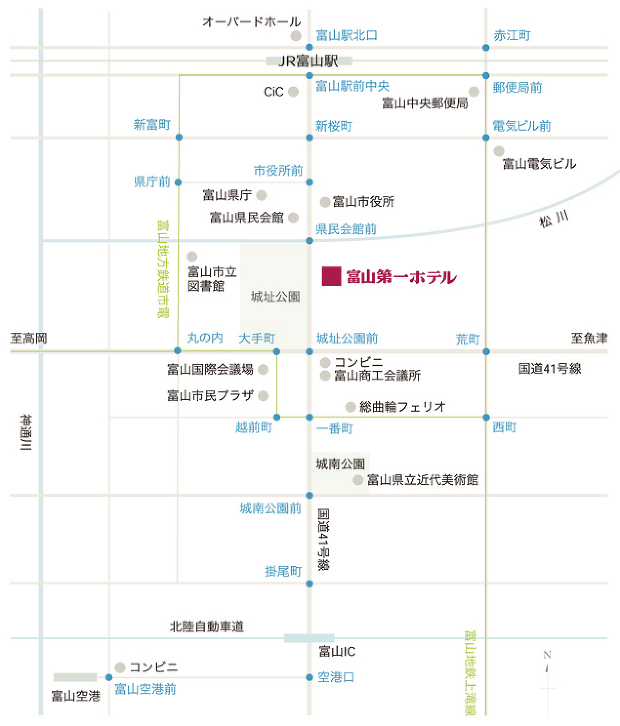 オーバードホール
富山駅北口
赤江町
JR富山駅
CiC
富山駅前中央
郵便局前
富山中央郵便局
新富町
新桜町
電気ビル前
富山電気ビル
県庁前
市役所前
富山県庁
富山市役所
富山県民会館
県民会館前
松川
富山地方鉄道市電
富山市立
図書館
城址公園
富山第一ホテル
至高岡
丸の内
大手町
城址公園前
荒町
至魚津
国道41号線
コンビニ
富山国際会議場
富山商工会議所
富山市民プラザ
総曲輪フェリオ
神通川
越前町
一番町
西町
城南公園
富山県立近代美術館
城南公園前
国道41号線
掛尾町
北陸自動車道
富山IC
富山地鉄上滝線
N
コンビニ
富山空港
富山空港前
空港口